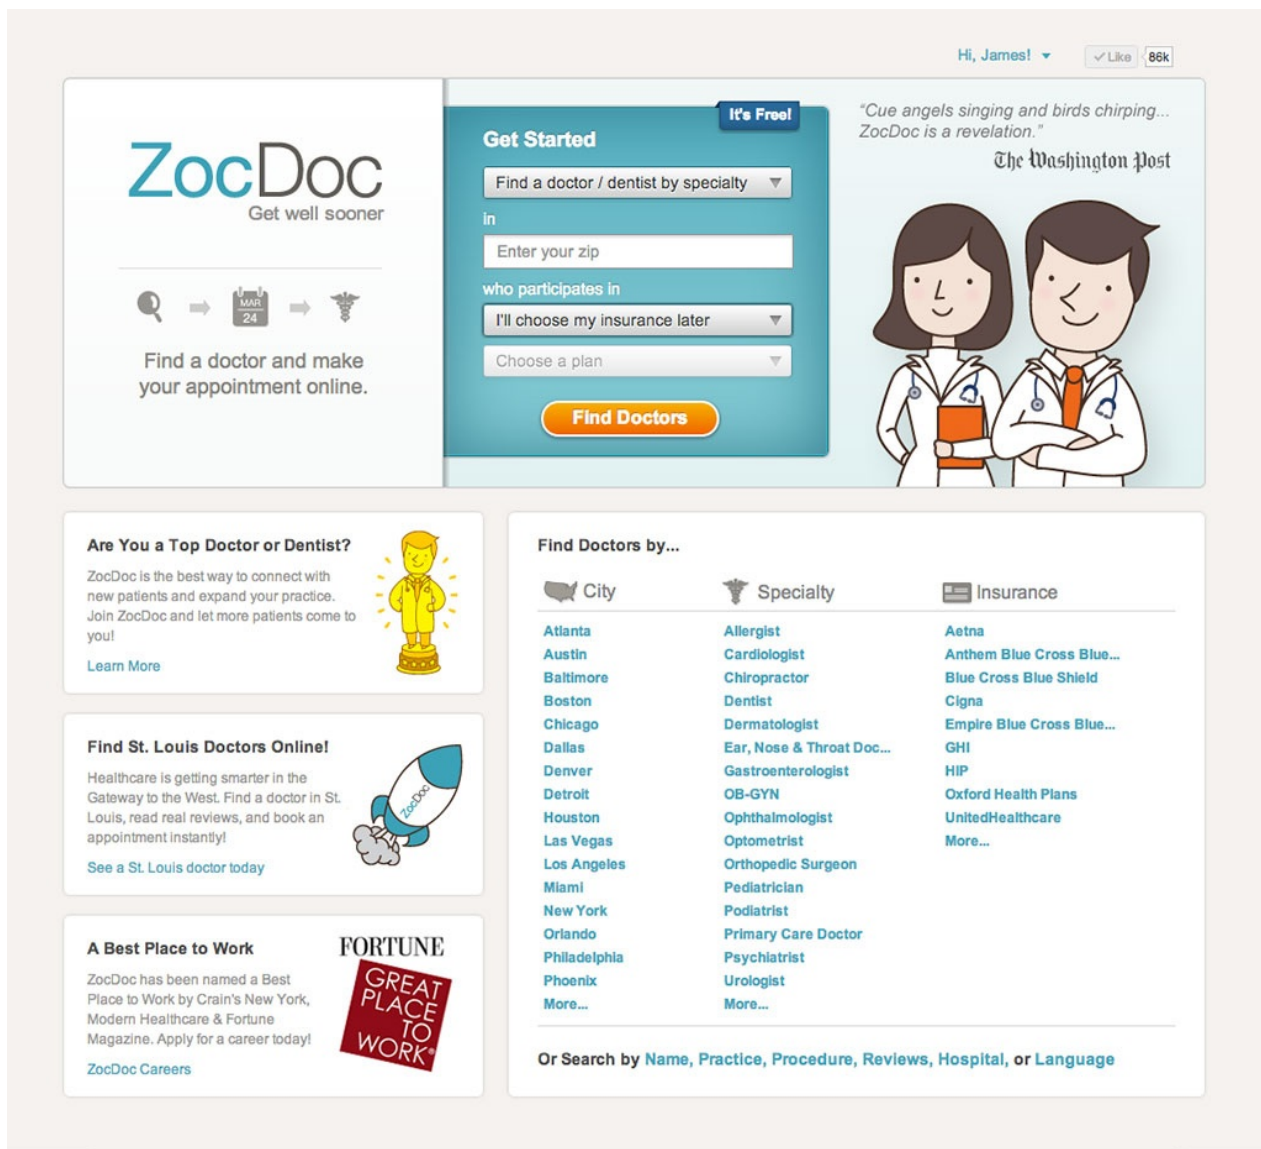 Hi, James!
Like
86k
ZocDoc
Get well sooner
MAR
24
Find a doctor and make
your appointment online.
It's Free!
Get Started
Find a doctor / dentist by specialty
in
Enter your zip
who participates in
I'll choose my insurance later
Choose a plan
Find Doctors
“Cue angels singing and birds chirping...
ZocDoc is a revelation.”
The Washington Post
Are You a Top Doctor or Dentist?
ZocDoc is the best way to connect with
new patients and expand your practice.
Join ZocDoc and let more patients come to
you!
Learn More
Find St. Louis Doctors Online!
Healthcare is getting smarter in the
Gateway to the West. Find a doctor in St.
Louis, read real reviews, and book an
appointment instantly!
See a St. Louis doctor today
ZocDoc
A Best Place to Work
ZocDoc has been named a Best
Place to Work by Crain's New York,
Modern Healthcare & Fortune
Magazine. Apply for a career today!
ZocDoc Careers
FORTUNE
GREAT
PLACE
TO
WORK®
Find Doctors by...
City
Atlanta
Austin
Baltimore
Boston
Chicago
Dallas
Denver
Detroit
Houston
Las Vegas
Los Angeles
Miami
New York
Orlando
Philadelphia
Phoenix
More...
Specialty
Allergist
Cardiologist
Chiropractor
Dentist
Dermatologist
Ear, Nose & Throat Doc...
Gastroenterologist
OB-GYN
Ophthalmologist
Optometrist
Orthopedic Surgeon
Pediatrician
Podiatrist
Primary Care Doctor
Psychiatrist
Urologist
More...
Insurance
Aetna
Anthem Blue Cross Blue...
Blue Cross Blue Shield
Cigna
Empire Blue Cross Blue...
GHI
HIP
Oxford Health Plans
UnitedHealthcare
More...
Or Search by Name, Practice, Procedure, Reviews, Hospital, or Language